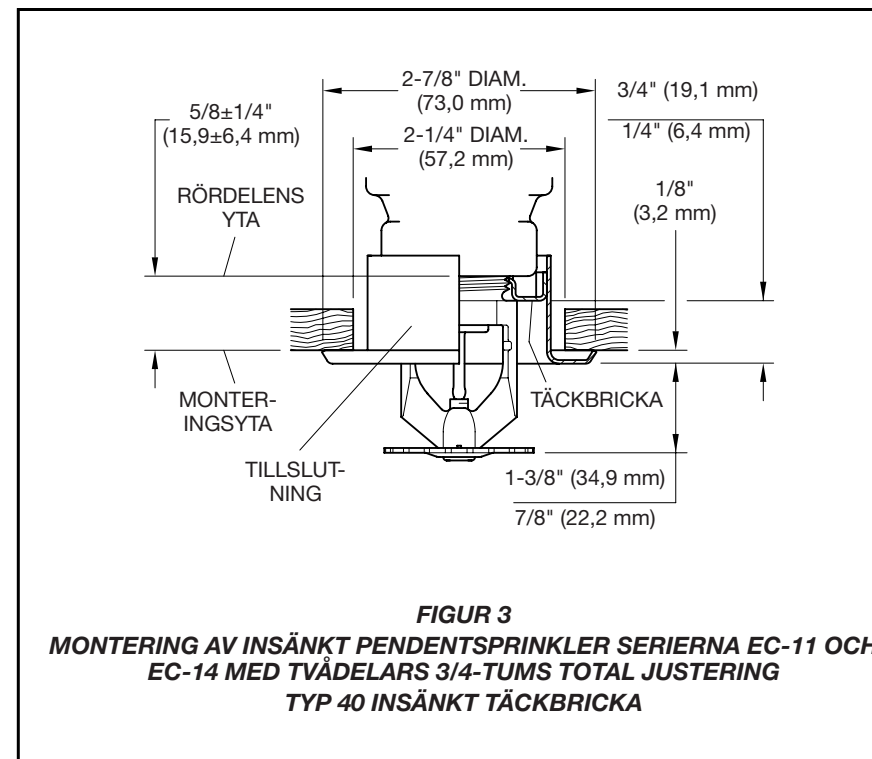 2-7/8" DIAM.
(73,0 mm)
3/4" (19,1 mm)
1/4" (6,4 mm)
5/8±1/4"
(15,9±6,4 mm)
2-1/4" DIAM.
(57,2 mm)
1/8"
(3,2 mm)
RÖRDELENS
YTA
MONTER-
INGSYTA
TÄCKBRICKA
TILLSLUT-
NING
1-3/8" (34,9 mm)
7/8" (22,2 mm)
FIGUR 3
MONTERING AV INSÄNKT PENDENTSPRINKLER SERIERNA EC-11 OCH
EC-14 MED TVÅDELARS 3/4-TUMS TOTAL JUSTERING
TYP 40 INSÄNKT TÄCKBRICKA